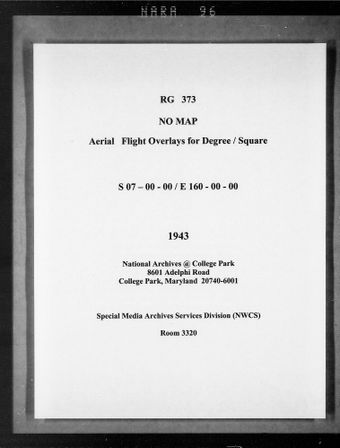 NARA 96
RG 373
NO MAP
Aerial Flight Overlays for Degree / Square
S 07 – 00 - 00 / E 160 - 00 - 00
1943
National Archives @ College Park
8601 Adelphi Road
College Park, Maryland 20740-6001
Special Media Archives Services Division (NWCS)
Room 3320